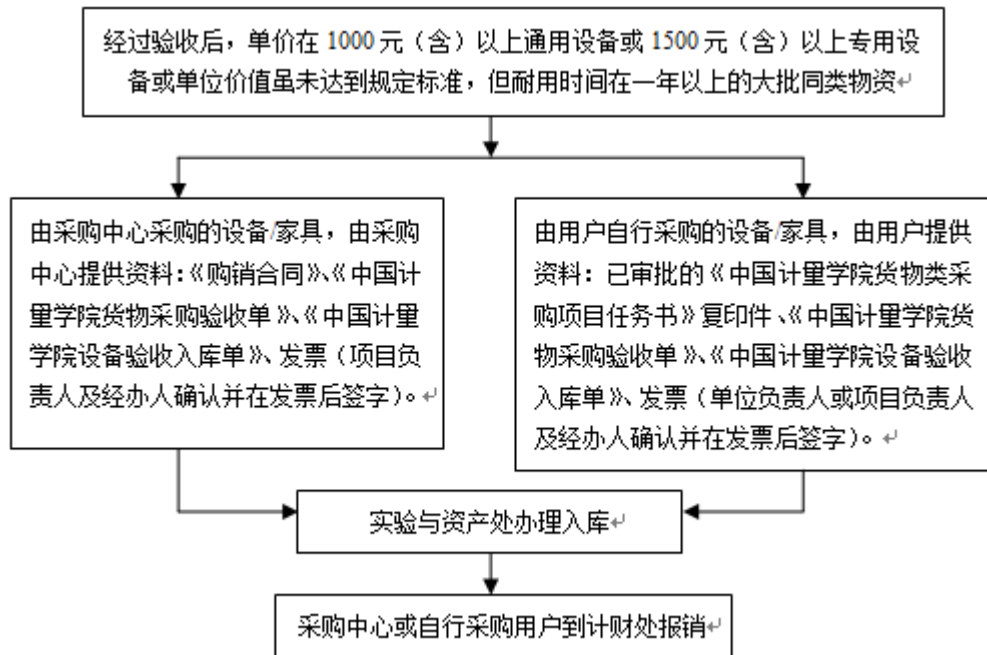 经过验收后，单价在 1000 元（含）以上通用设备或 1500 元（含）以上专用设
备或单位价值虽未达到规定标准，但耐用时间在一年以上的大批同类物资↵
由采购中心采购的设备/家具，由采购
中心提供资料：《购销合同》、《中国计
量学院货物采购验收单》、《中国计量
学院设备验收入库单》、发票（项目负
责人及经办人确认并在发票后签字）。↵
由用户自行采购的设备/家具，由用户提供
资料：已审批的《中国计量学院货物类采
购项目任务书》复印件、《中国计量学院货
物采购验收单》、《中国计量学院设备验收
入库单》、发票（单位负责人或项目负责人
及经办人确认并在发票后签字）。↵
实验与资产处办理入库↵
采购中心或自行采购用户到计财处报销↵